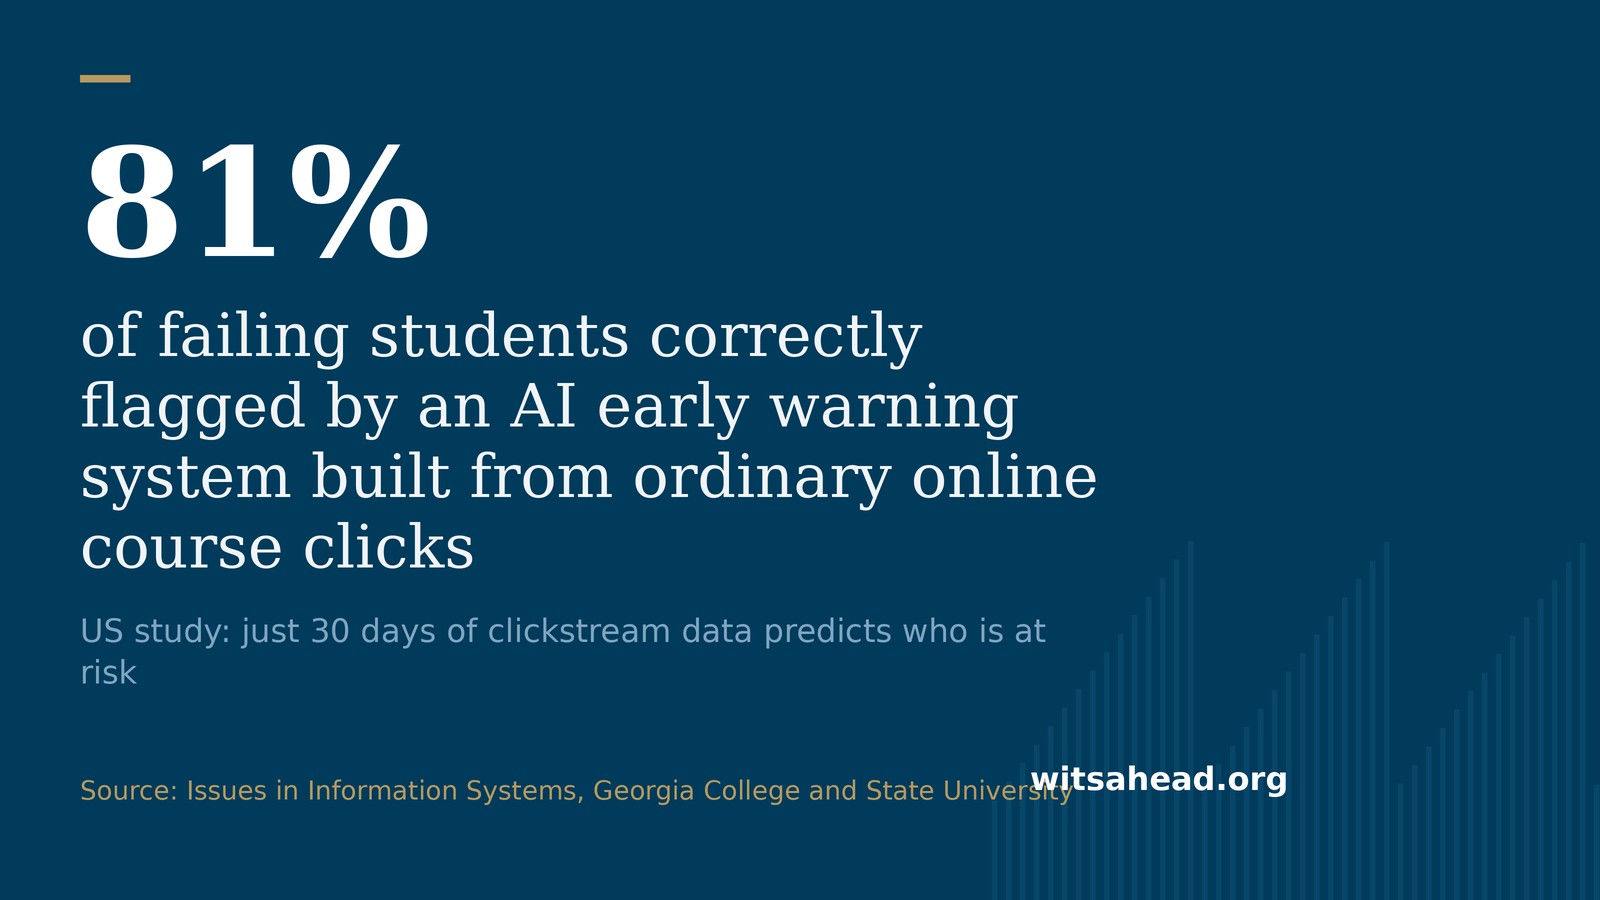 81%
of failing students correctly
flagged by an AI early warning
system built from ordinary online
course clicks
US study: just 30 days of clickstream data predicts who is at
risk
Source: Issues in Information Systems, Georgia College and State University
witsahead.org